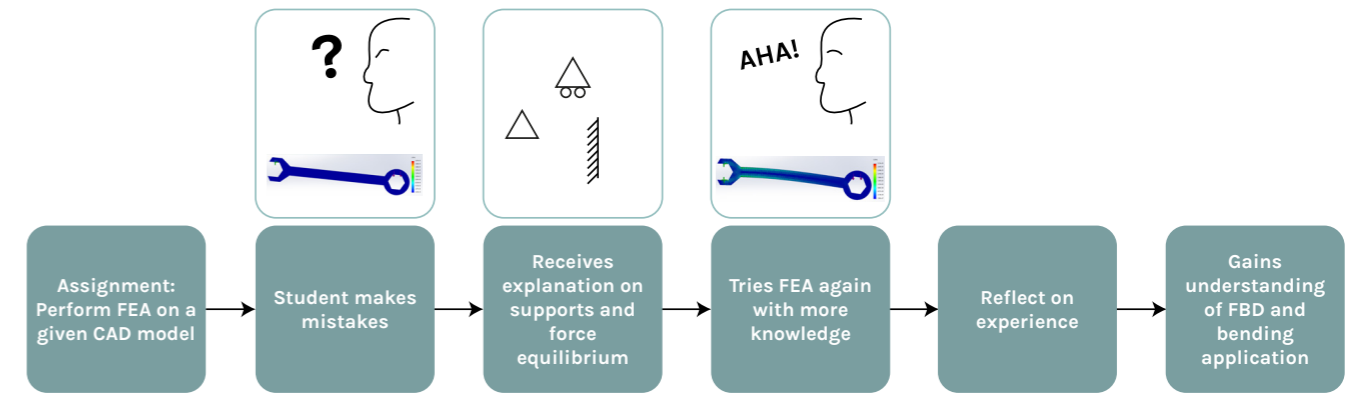 ?
AHA!
Assignment:
Perform FEA on a
given CAD model
Student makes
mistakes
Receives
explanation on
supports and
force
equilibrium
Tries FEA again
with more
knowledge
Reflect on
experience
Gains
understanding
of FBD and
bending
application